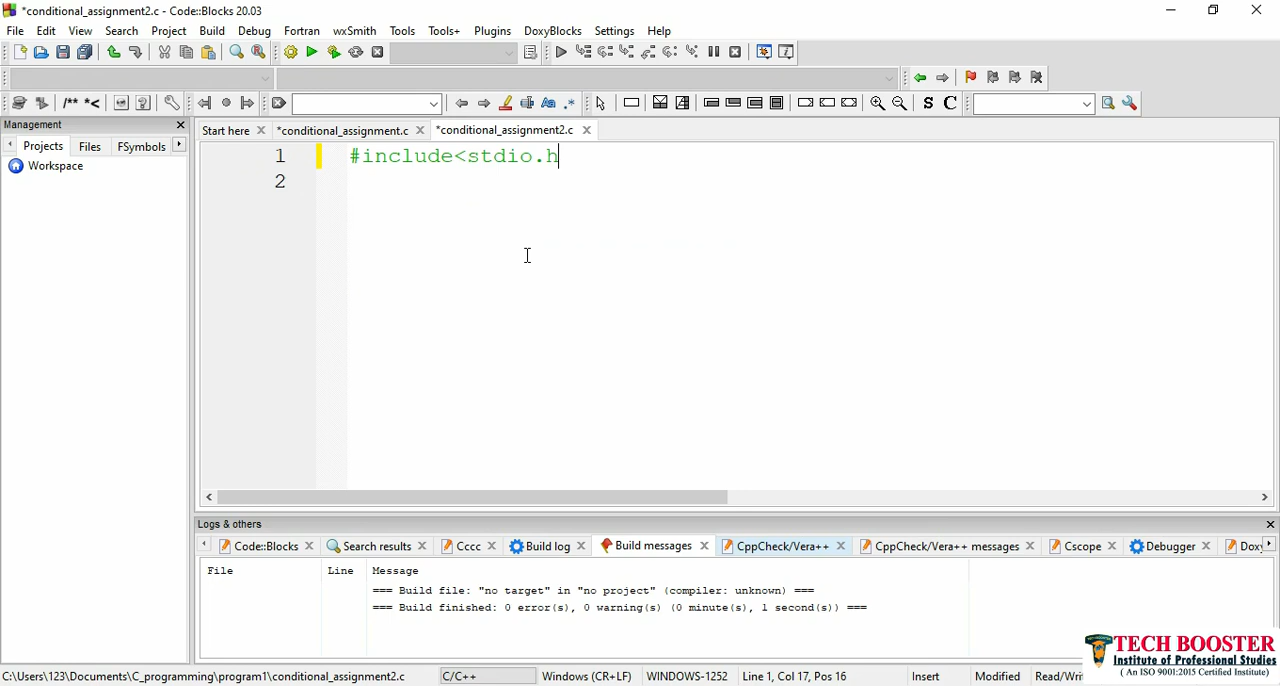 *conditional_assignment2.c - Code::Blocks 20.03
File Edit View Search Project Build Debug Fortran wxSmith Tools Tools+ Plugins DoxyBlocks Settings Help
/** *< S C
Management
Projects Files FSymbols
Workspace
Start here *conditional_assignment.c *conditional_assignment2.c
1 #include<stdio.h
2
Logs & others
Code::Blocks Search results Cccc Build log Build messages CppCheck/Vera++ CppCheck/Vera++ messages Cscope Debugger Doxy
File Line Message
=== Build file: "no target" in "no project" (compiler: unknown) ===
=== Build finished: 0 error(s), 0 warning(s) (0 minute(s), 1 second(s)) ===
TECH BOOSTER
Institute of Professional Studies
( An ISO 9001:2015 Certified Institute)
C:\Users\123\Documents\C_programming\program1\conditional_assignment2.c C/C++ Windows (CR+LF) WINDOWS-1252 Line 1, Col 17, Pos 16 Insert Modified Read/Wri